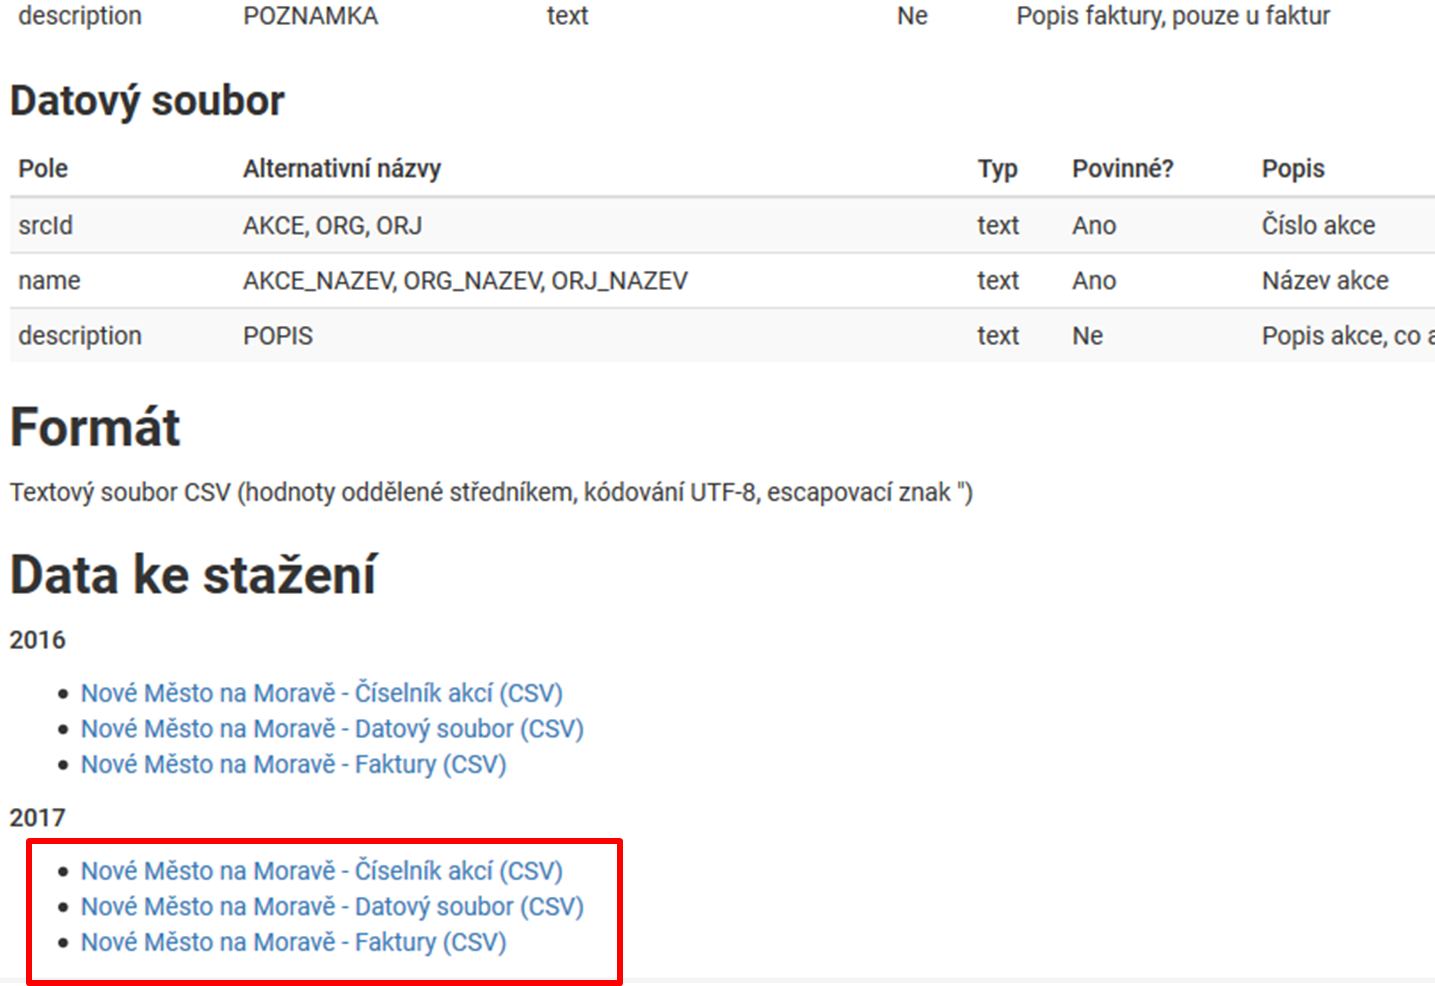 description POZNAMKA text Ne Popis faktury, pouze u faktur
Datový soubor
Pole Alternativní názvy Typ Povinné? Popis
srcId AKCE, ORG, ORJ text Ano Číslo akce
name AKCE_NAZEV, ORG_NAZEV, ORJ_NAZEV text Ano Název akce
description POPIS text Ne Popis akce, co
Formát
Textový soubor CSV (hodnoty oddělené středníkem, kódování UTF-8, escapovací znak ")
Data ke stažení
2016
• Nové Město na Moravě - Číselník akcí (CSV)
• Nové Město na Moravě - Datový soubor (CSV)
• Nové Město na Moravě - Faktury (CSV)
2017
• Nové Město na Moravě - Číselník akcí (CSV)
• Nové Město na Moravě - Datový soubor (CSV)
• Nové Město na Moravě - Faktury (CSV)